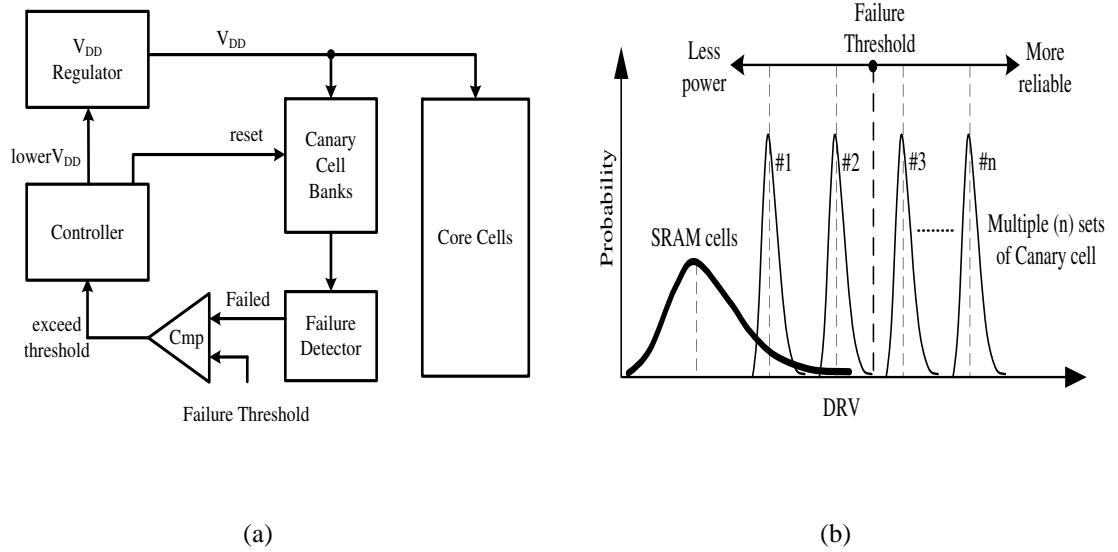 V_DD
Regulator
V_DD
lowerV_DD
reset
Canary
Cell
Banks
Controller
Core Cells
exceed
threshold
Cmp
Failed
Failure
Detector
Failure Threshold
(a)
Failure
Threshold
Less
power
More
reliable
#1
#2
#3
#n
Probability
SRAM cells
Multiple (n) sets
of Canary cell
DRV
(b)